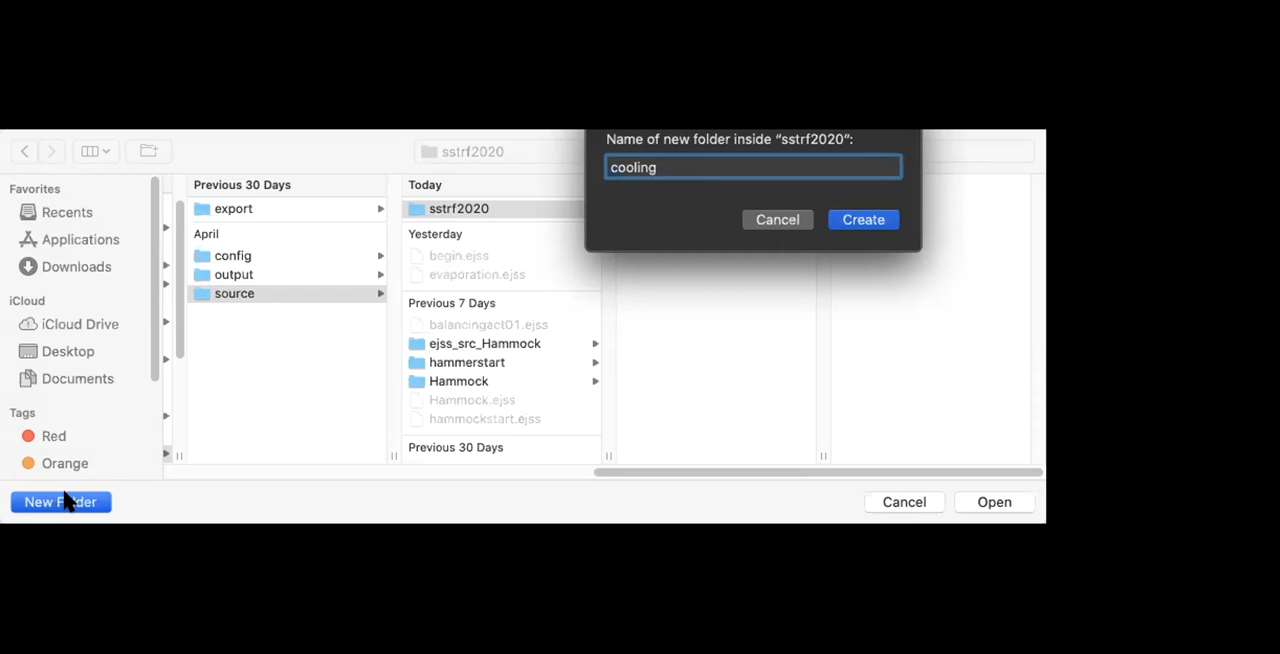 Name of new folder inside “sstrf2020”:
cooling
Cancel
Create
sstrf2020
Favorites
Recents
Applications
Downloads
iCloud
iCloud Drive
Desktop
Documents
Tags
Red
Orange
Previous 30 Days
export
April
config
output
source
Today
sstrf2020
Yesterday
begin.ejss
evaporation.ejss
Previous 7 Days
balancingact01.ejss
ejss_src_Hammock
hammerstart
Hammock
Hammock.ejss
hammockstart.ejss
Previous 30 Days
New Folder
Cancel
Open